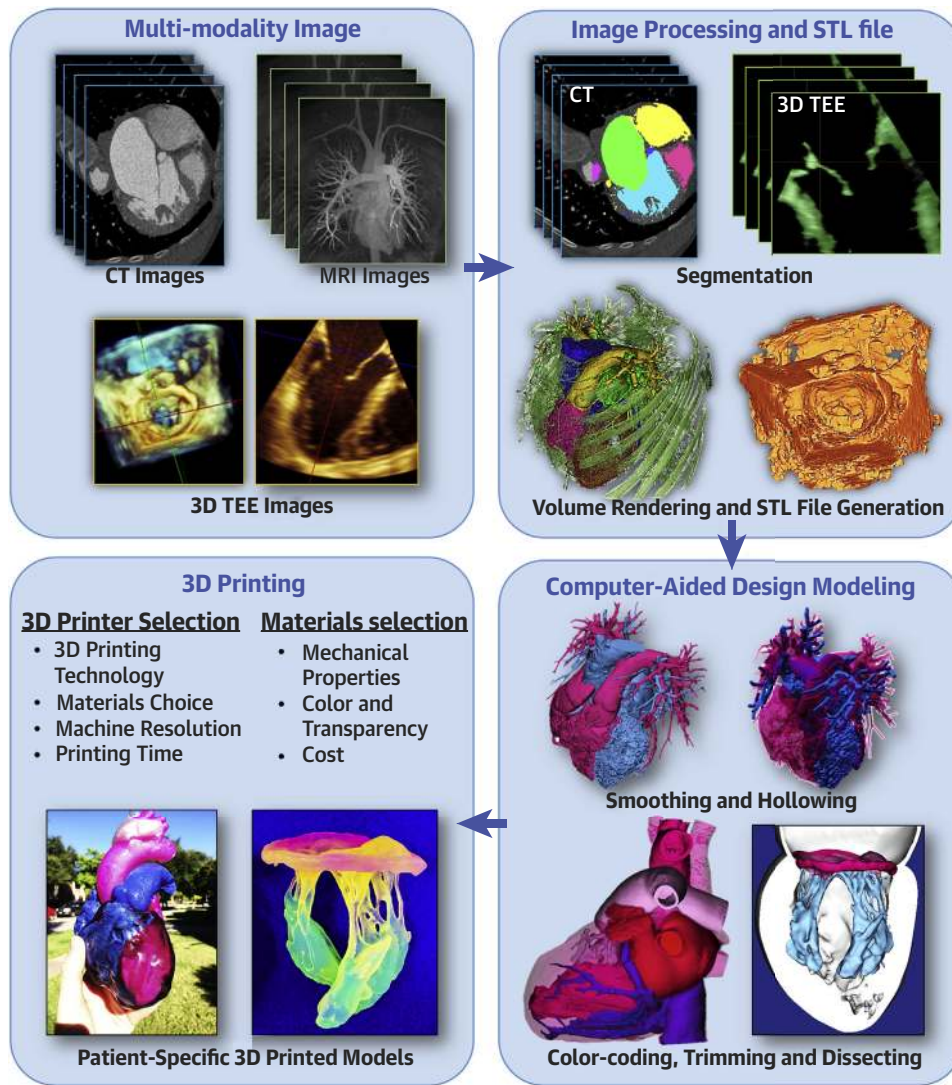 Multi-modality Image
CT Images
MRI Images
3D TEE Images
Image Processing and STL file
CT
3D TEE
Segmentation
Volume Rendering and STL File Generation
3D Printing
3D Printer Selection
• 3D Printing
Technology
• Materials Choice
• Machine Resolution
• Printing Time
Materials selection
• Mechanical
Properties
• Color and
Transparency
• Cost
Patient-Specific 3D Printed Models
Computer-Aided Design Modeling
Smoothing and Hollowing
Color-coding, Trimming and Dissecting